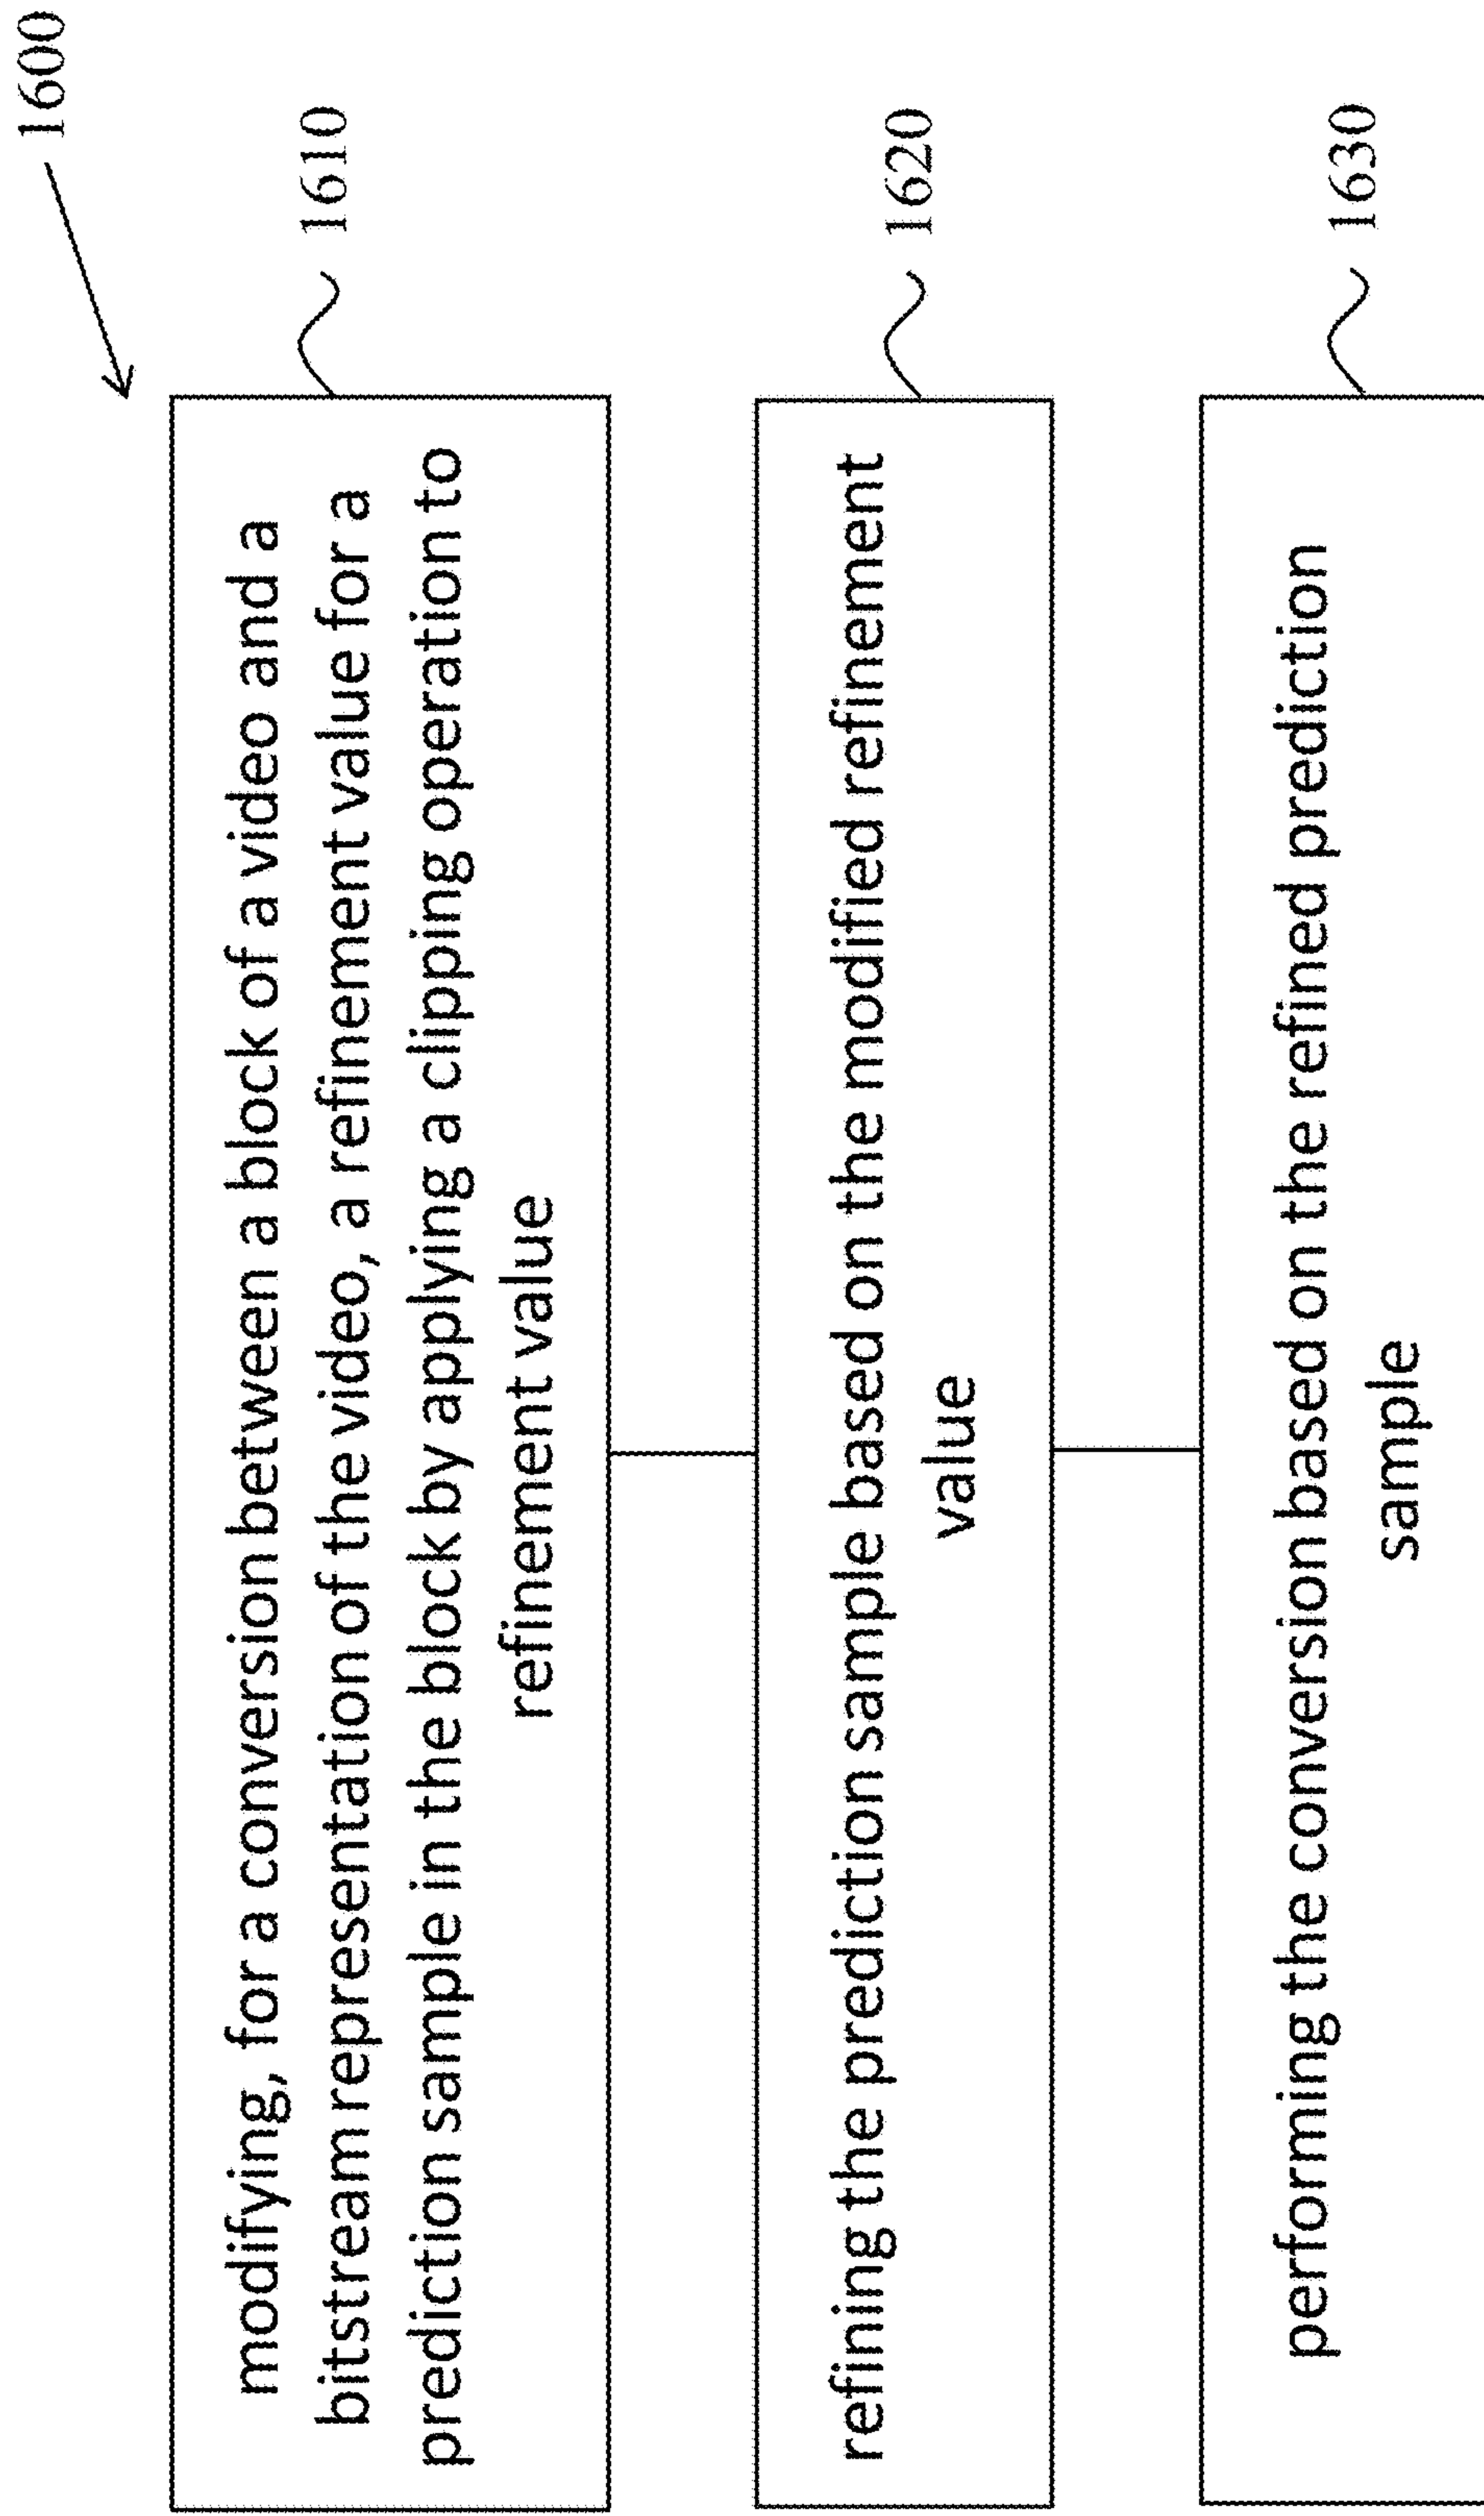 1600
modifying, for a conversion between a block of a video and a
bitstream representation of the video, a refinement value for a
prediction sample in the block by applying a clipping operation to
refinement value
1610
refining the prediction sample based on the modified refinement
value
1620
performing the conversion based on the refined prediction
sample
1630